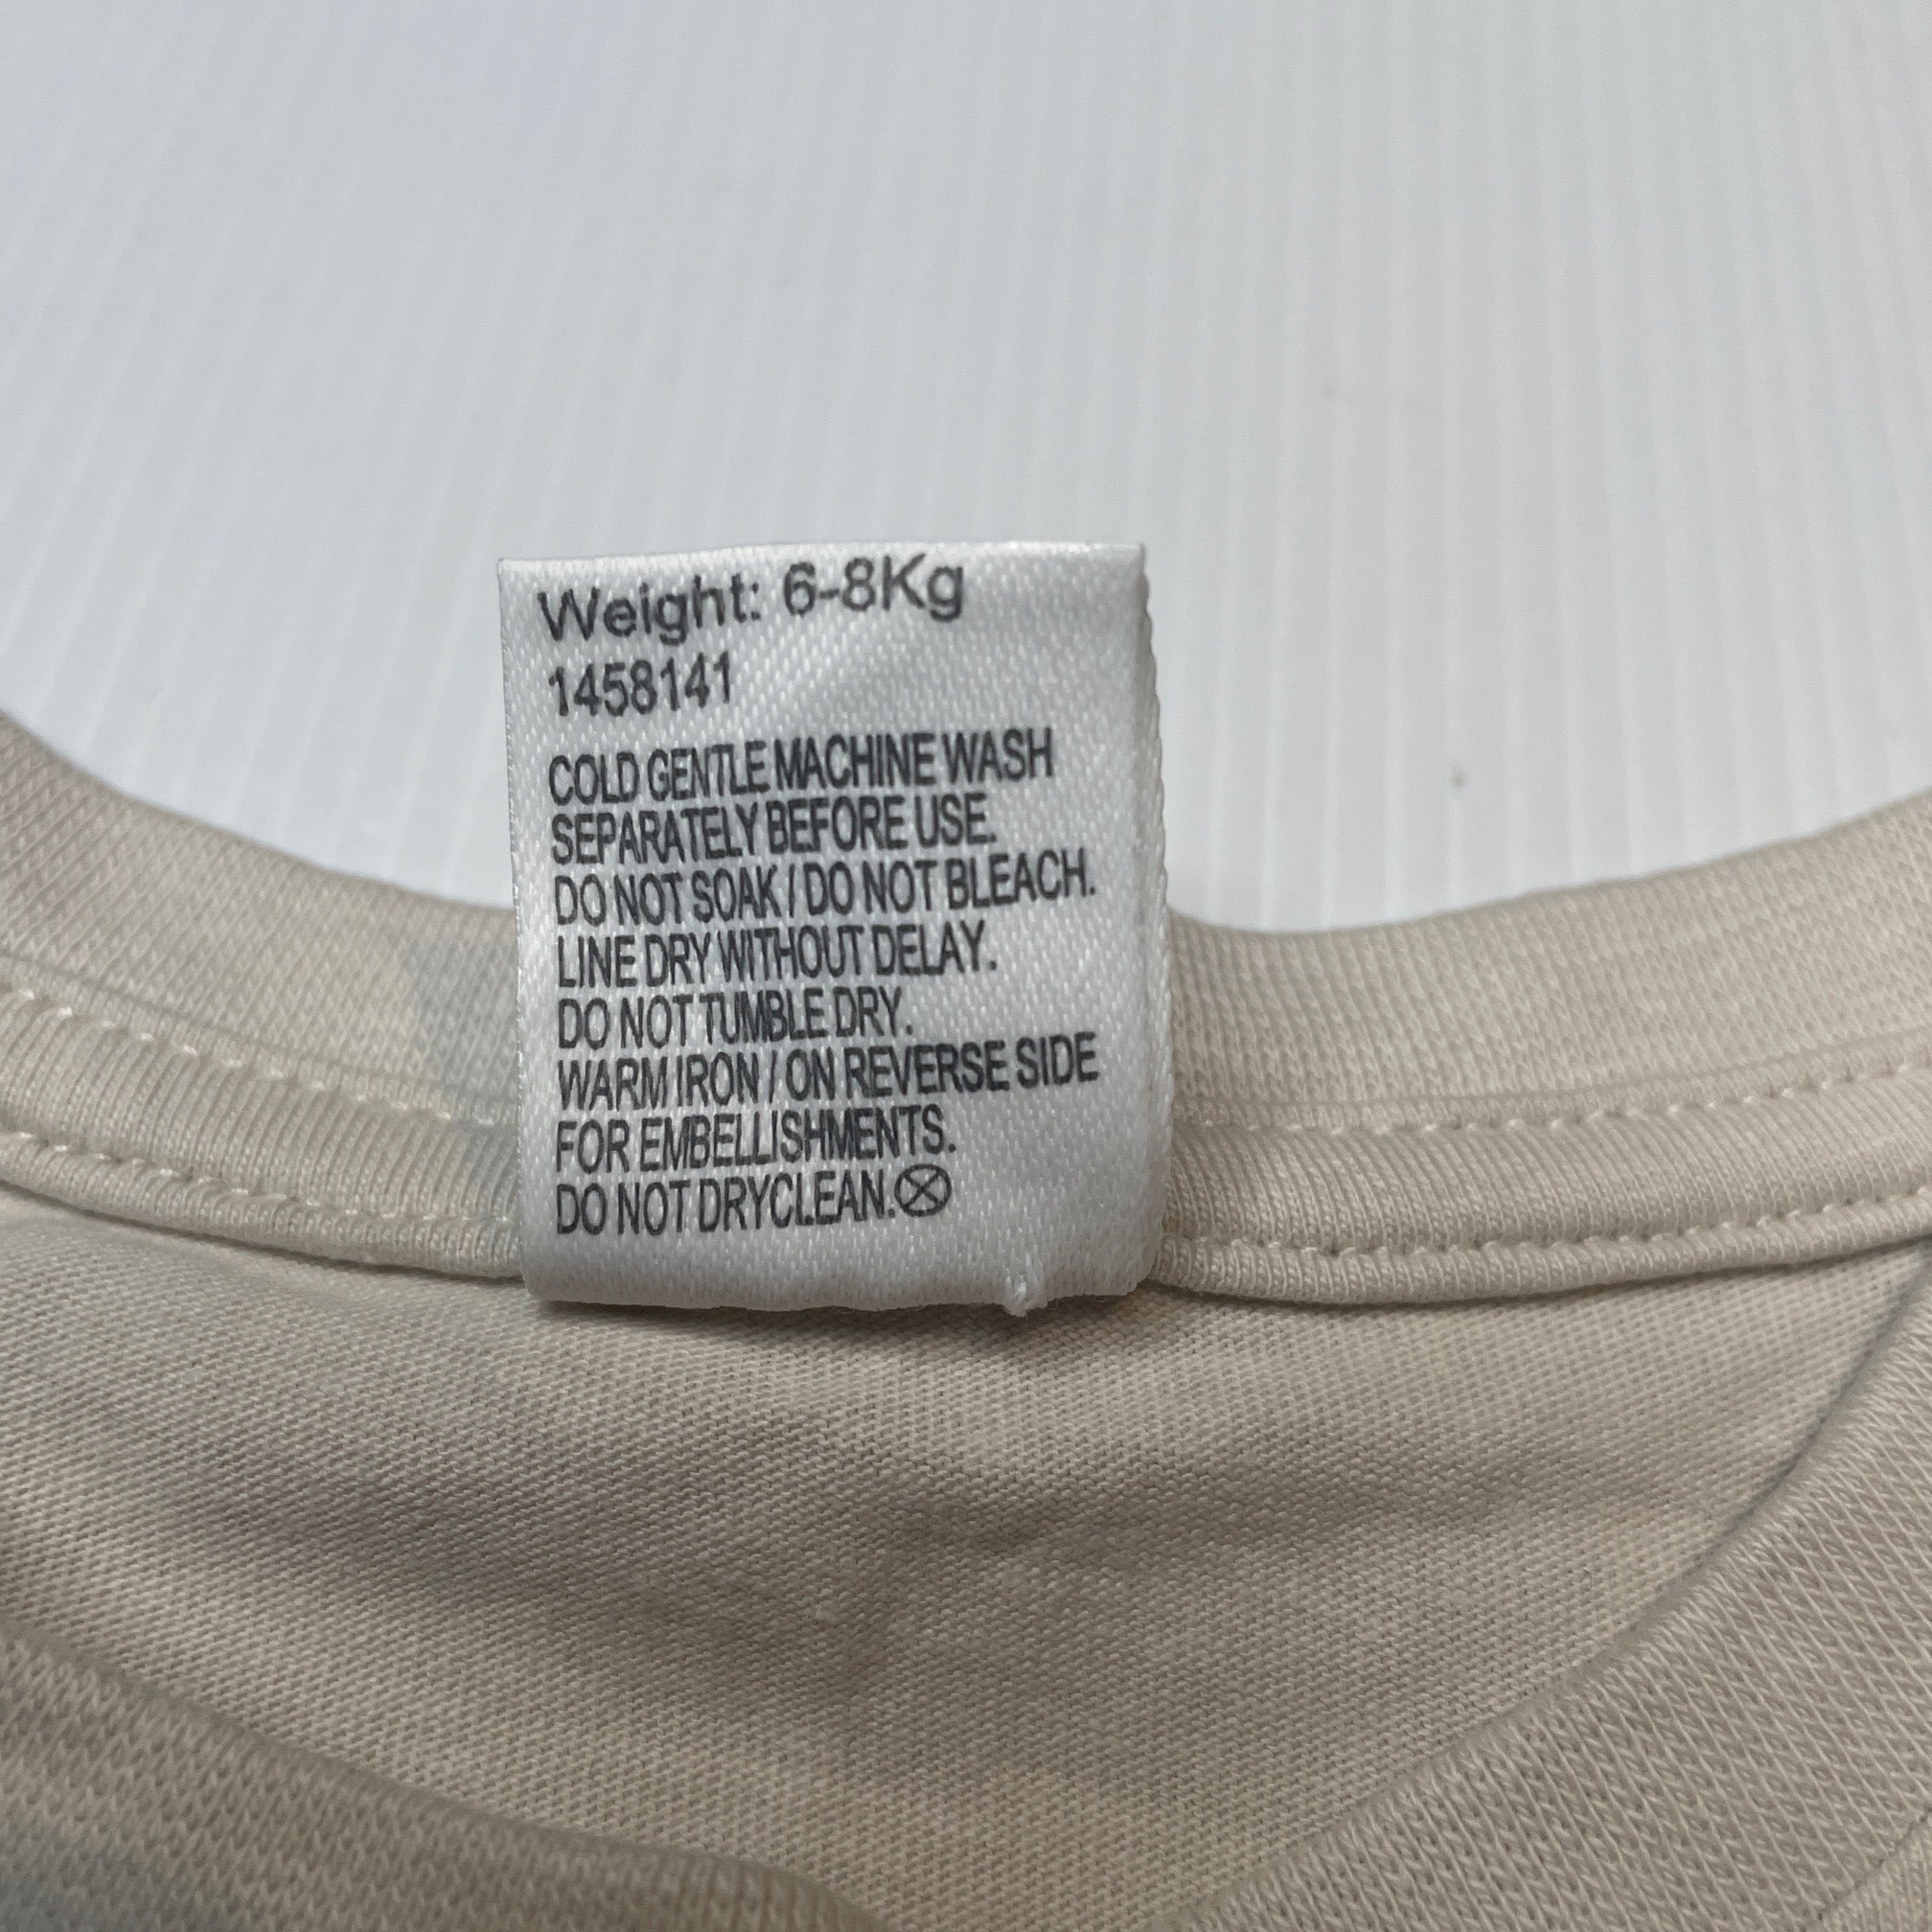 Weight: 6-8Kg
1458141
COLD GENTLE MACHINE WASH
SEPARATELY BEFORE USE.
DO NOT SOAK / DO NOT BLEACH.
LINE DRY WITHOUT DELAY.
DO NOT TUMBLE DRY.
WARM IRON / ON REVERSE SIDE
FOR EMBELLISHMENTS.
DO NOT DRYCLEAN.